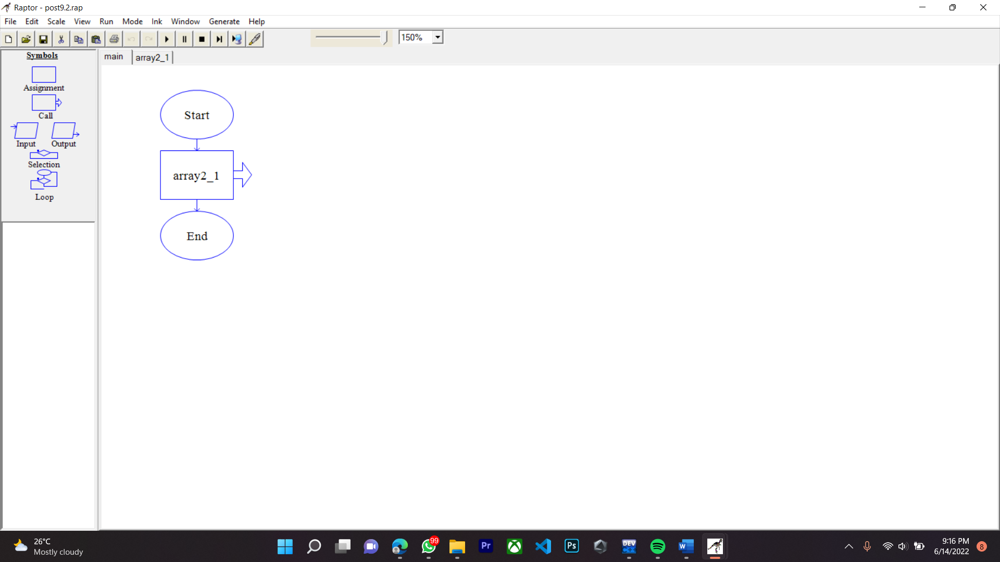 Raptor - post9.2.rap
File Edit Scale View Run Mode Ink Window Generate Help
150%
Symbols
Assignment
Call
Input Output
Selection
Loop
main array2_1
Start
array2_1
End
26°C
Mostly cloudy
99
Pr
Ps
DEV
C++
W
9:16 PM
6/14/2022
8